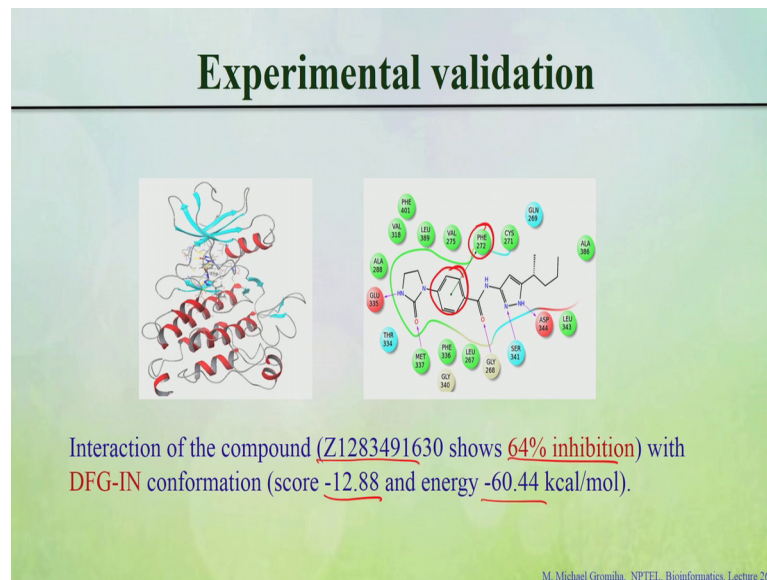 Experimental validation
PHE 401
VAL 318
LEU 389
VAL 275
PHE 272
CYS 271
GLN 269
ALA 386
ALA 288
GLU 335
THR 334
MET 337
PHE 336
GLY 340
LEU 267
GLY 268
SER 341
ASP 344
LEU 343
HN
N
O
O
H
N
N
NH
Interaction of the compound (Z1283491630 shows 64% inhibition) with
DFG-IN conformation (score -12.88 and energy -60.44 kcal/mol).
M. Michael Gromiha, NPTEL, Bioinformatics, Lecture 26